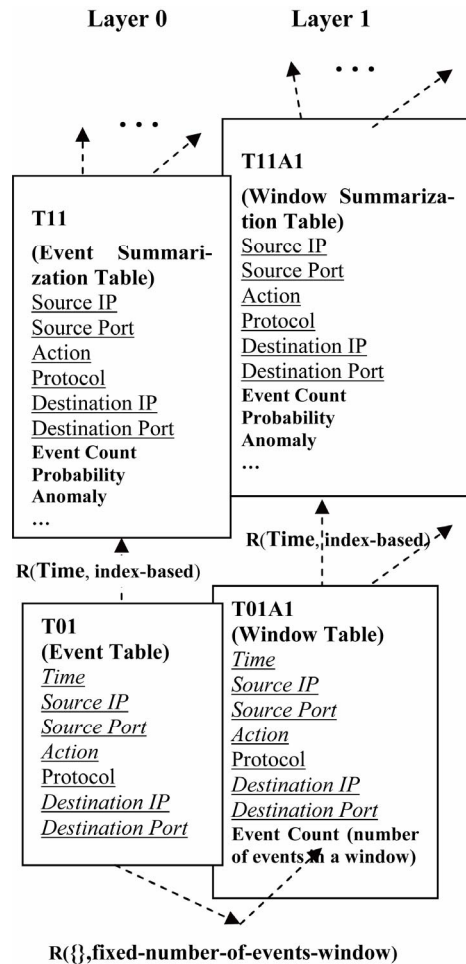 Layer 0
Layer 1
• • •
• • •
T11
(Event Summari-
zation Table)
Source IP
Source Port
Action
Protocol
Destination IP
Destination Port
Event Count
Probability
Anomaly
...
T11A1
(Window Summariza-
tion Table)
Source IP
Source Port
Action
Protocol
Destination IP
Destination Port
Event Count
Probability
Anomaly
...
R(Time, index-based)
R(Time, index-based)
T01
(Event Table)
Time
Source IP
Source Port
Action
Protocol
Destination IP
Destination Port
T01A1
(Window Table)
Time
Source IP
Source Port
Action
Protocol
Destination IP
Destination Port
Event Count (number
of events in a window)
R({},fixed-number-of-events-window)